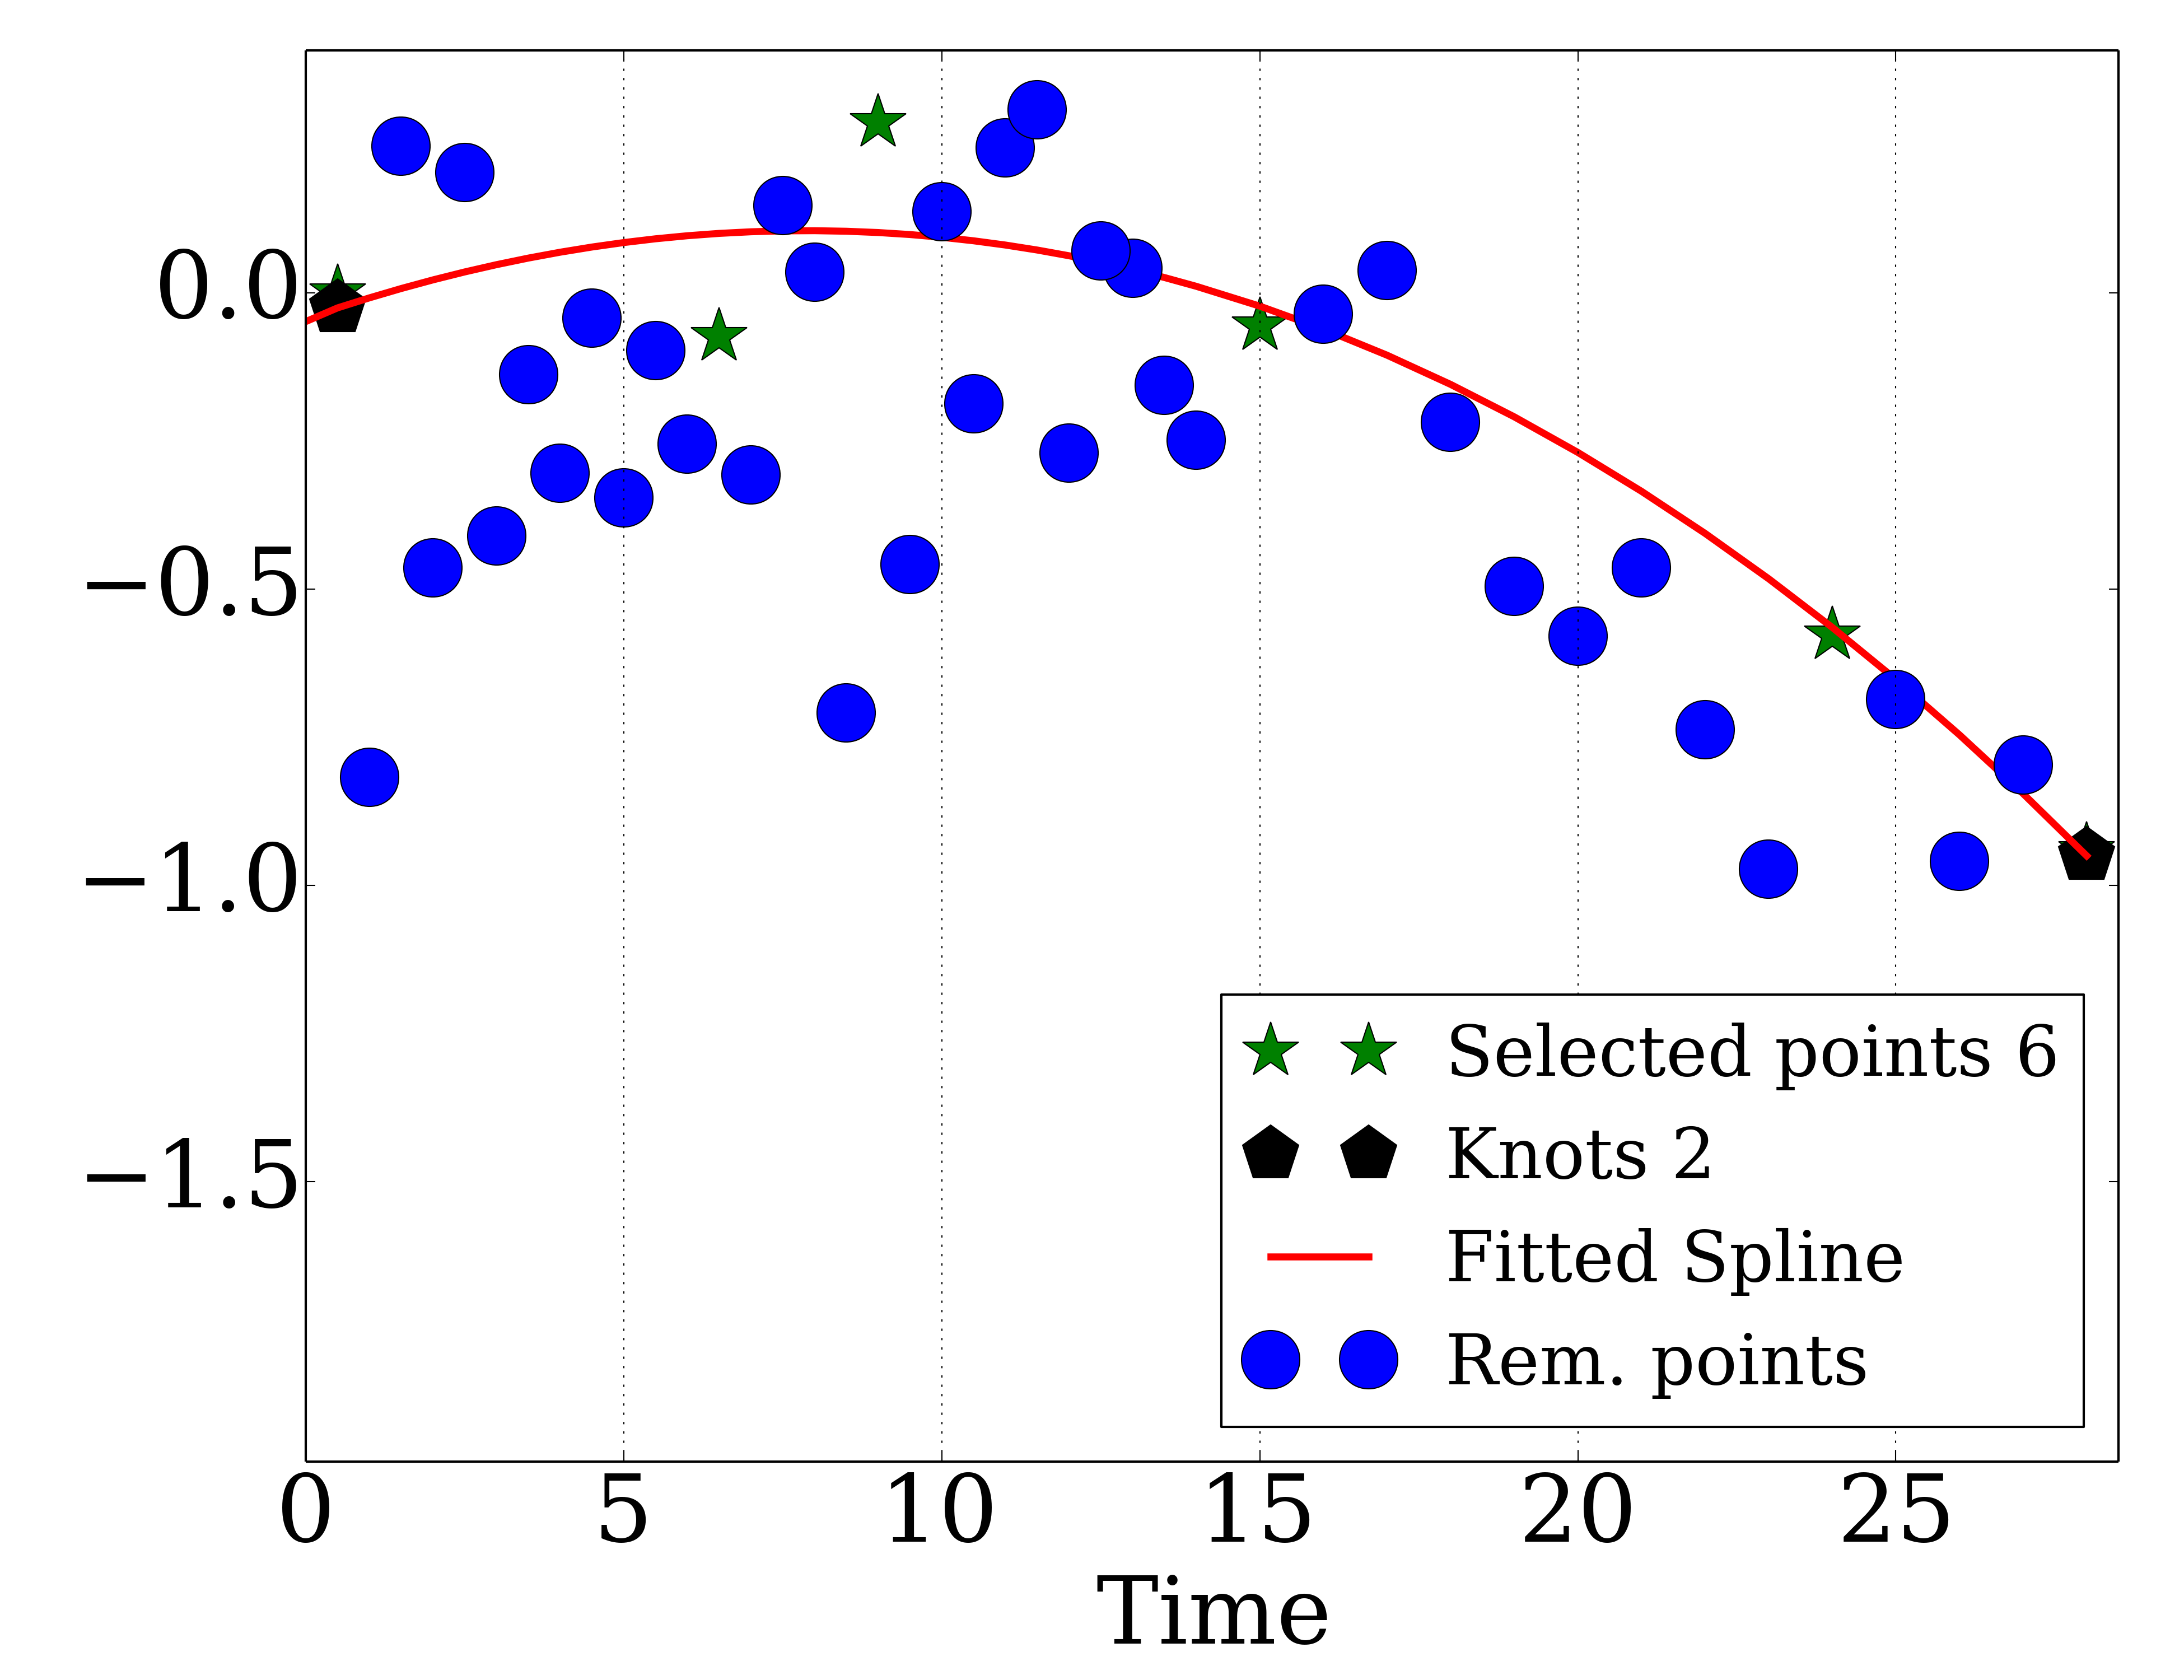 0.0
−0.5
−1.0
−1.5
0 5 10 15 20 25
Time
Selected points 6
Knots 2
Fitted Spline
Rem. points